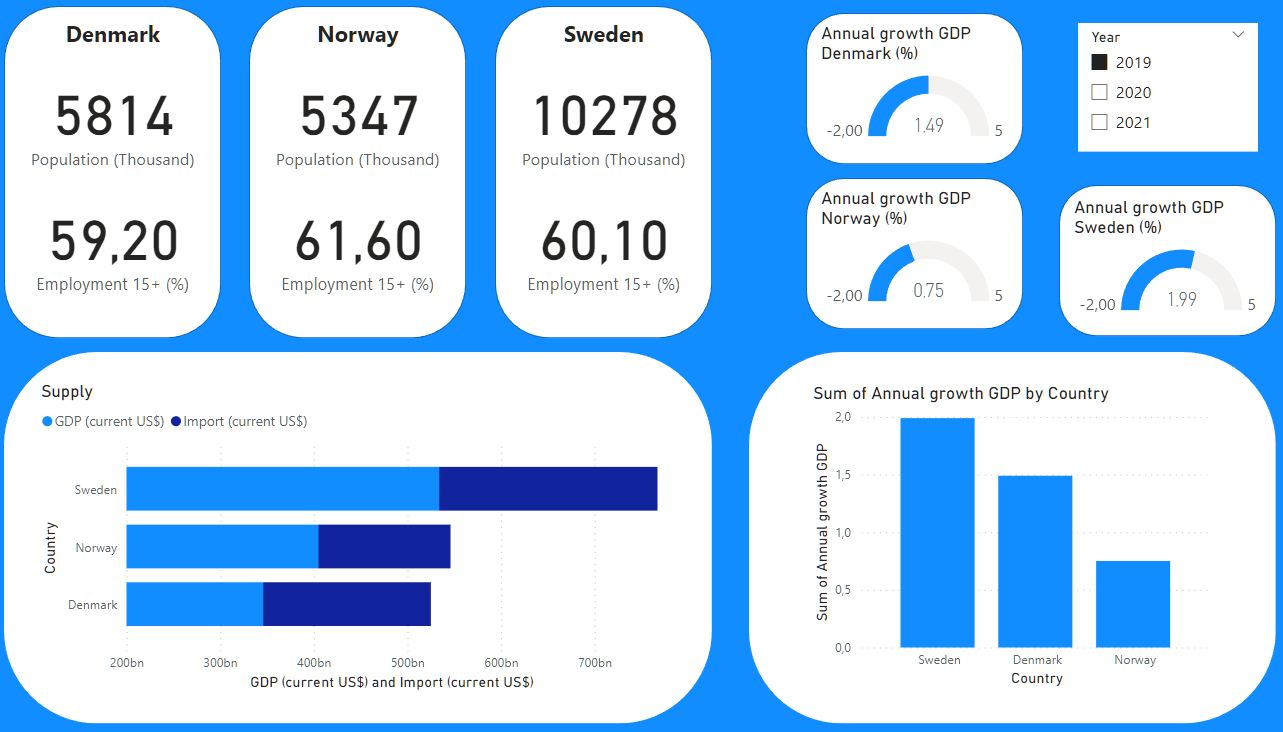 Denmark
5814
Population (Thousand)
59,20
Employment 15+ (%)
Norway
5347
Population (Thousand)
61,60
Employment 15+ (%)
Sweden
10278
Population (Thousand)
60,10
Employment 15+ (%)
Annual growth GDP
Denmark (%)
-2,00
1.49
5
Year
2019
2020
2021
Annual growth GDP
Norway (%)
-2,00
0.75
5
Annual growth GDP
Sweden (%)
-2,00
1.99
5
Supply
GDP (current US$) Import (current US$)
Country
Sweden
Norway
Denmark
200bn 300bn 400bn 500bn 600bn 700bn
GDP (current US$) and Import (current US$)
Sum of Annual growth GDP by Country
Sum of Annual growth GDP
2,0
1,5
1,0
0,5
0,0
Sweden Denmark Norway
Country